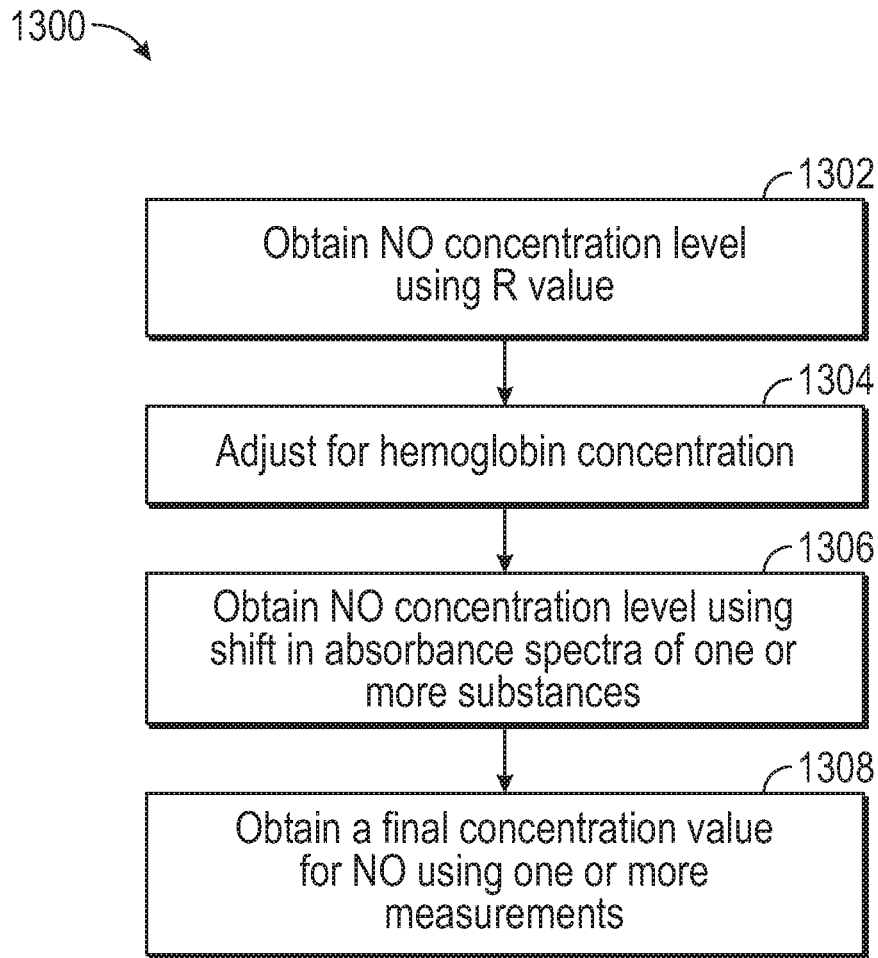 1300
1302
Obtain NO concentration level
using R value
1304
Adjust for hemoglobin concentration
1306
Obtain NO concentration level using
shift in absorbance spectra of one or
more substances
1308
Obtain a final concentration value
for NO using one or more
measurements